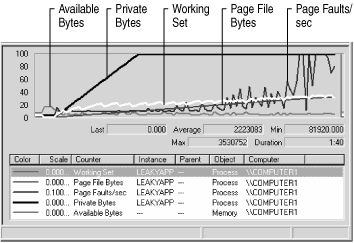 Available Bytes
Private Bytes
Working Set
Page File Bytes
Page Faults/ sec
100
80
60
40
20
0
Last 0.000 Average 2223083 Min 81920.000
Max 3530752 Duration 1:40
Color Scale Counter Instance Parent Object Computer
0.000... Working Set LEAKYAPP --- Process \\COMPUTER1
0.000... Page File Bytes LEAKYAPP --- Process \\COMPUTER1
0.100 Page Faults/sec LEAKYAPP --- Process \\COMPUTER1
0.000... Private Bytes LEAKYAPP --- Process \\COMPUTER1
0.000... Available Bytes --- --- Memory \\COMPUTER1